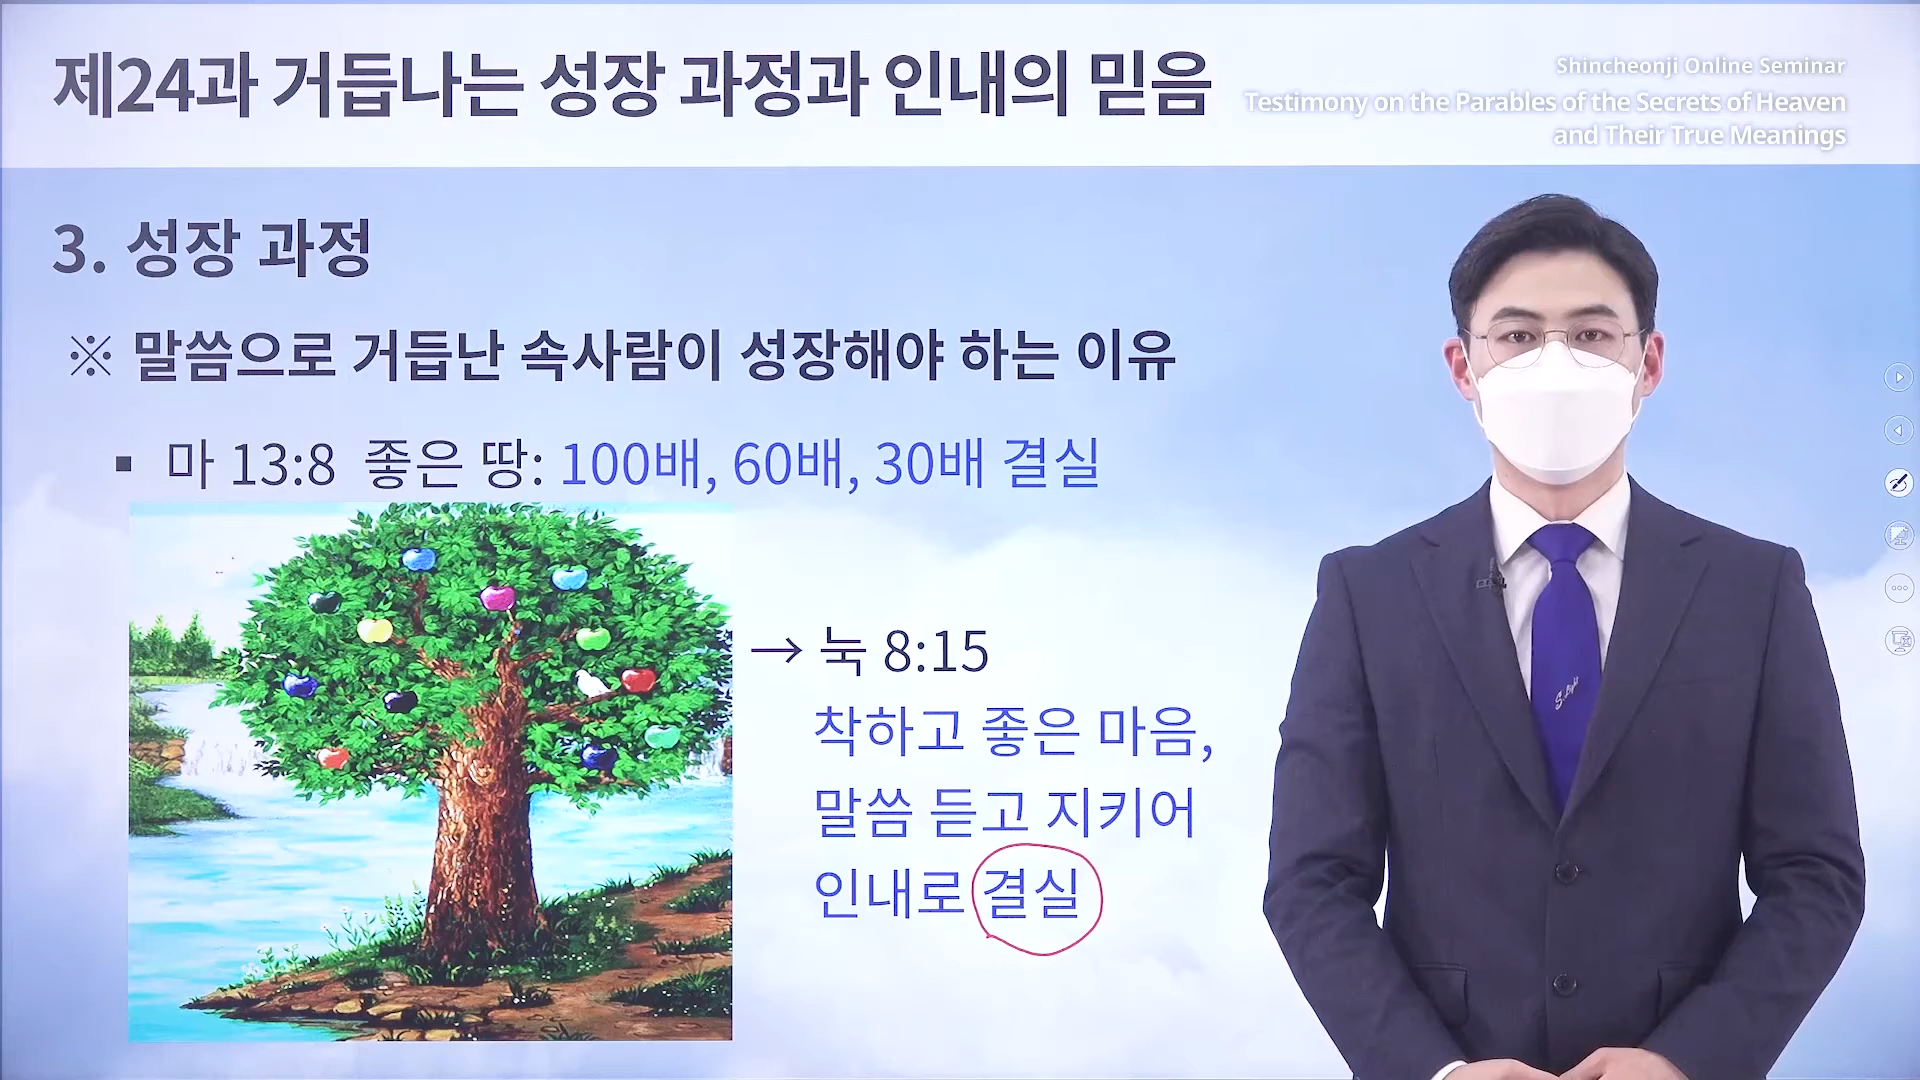 제24과 거듭나는 성장 과정과 인내의 믿음
Shincheonji Online Seminar
Testimony on the Parables of the Secrets of Heaven
and Their True Meanings
3. 성장 과정
※ 말씀으로 거듭난 속사람이 성장해야 하는 이유
▪ 마 13:8 좋은 땅: 100배, 60배, 30배 결실
→ 눅 8:15
착하고 좋은 마음,
말씀 듣고 지키어
인내로 결실